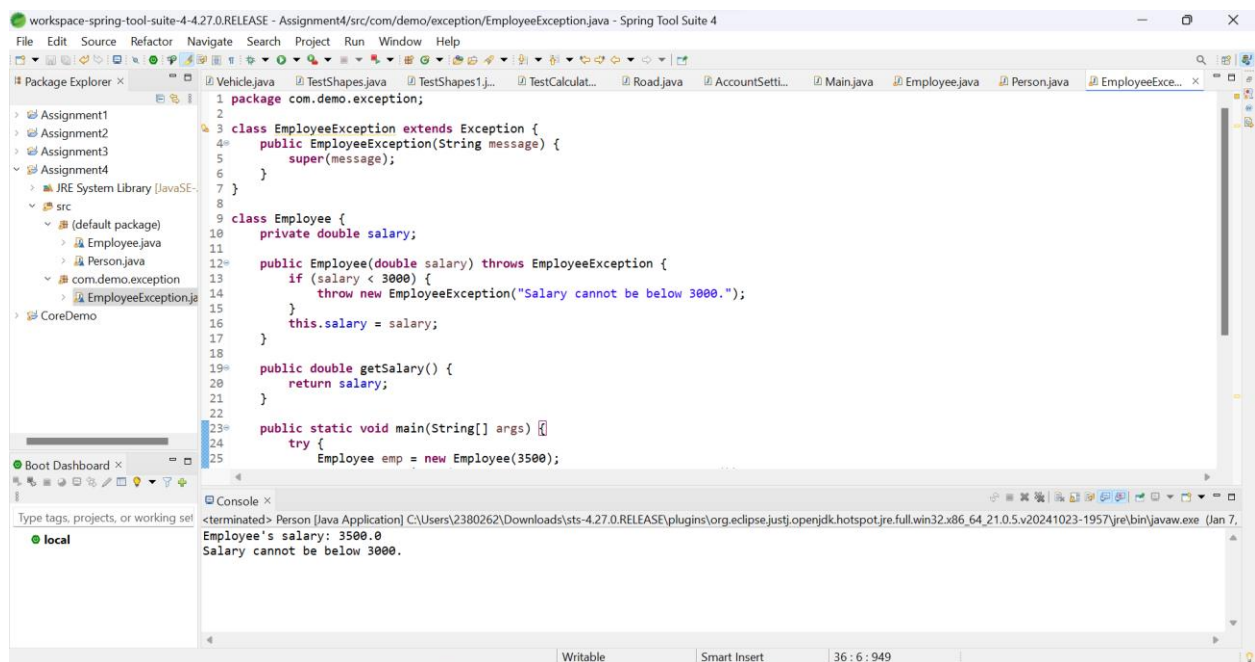 workspace-spring-tool-suite-4-4.27.0.RELEASE - Assignment4/src/com/demo/exception/EmployeeException.java - Spring Tool Suite 4
File Edit Source Refactor Navigate Search Project Run Window Help
Package Explorer
Vehicle.java TestShapes.java TestShapes1.j... TestCalculat... Road.java AccountSetti... Main.java Employee.java Person.java EmployeeExce...
Assignment1
Assignment2
Assignment3
Assignment4
JRE System Library [JavaSE-
src
(default package)
Employee.java
Person.java
com.demo.exception
EmployeeException.ja
CoreDemo
1 package com.demo.exception;
2
3 class EmployeeException extends Exception {
4 public EmployeeException(String message) {
5 super(message);
6 }
7 }
8
9 class Employee {
10 private double salary;
11
12 public Employee(double salary) throws EmployeeException {
13 if (salary < 3000) {
14 throw new EmployeeException("Salary cannot be below 3000.");
15 }
16 this.salary = salary;
17 }
18
19 public double getSalary() {
20 return salary;
21 }
22
23 public static void main(String[] args) {
24 try {
25 Employee emp = new Employee(3500);
Boot Dashboard
Type tags, projects, or working set
local
Console
<terminated> Person [Java Application] C:\Users\2380262\Downloads\sts-4.27.0.RELEASE\plugins\org.eclipse.justj.openjdk.hotspot.jre.full.win32.x86_64_21.0.5.v20241023-1957\jre\bin\javaw.exe (Jan 7,
Employee's salary: 3500.0
Salary cannot be below 3000.
Writable Smart Insert 36 : 6 : 949